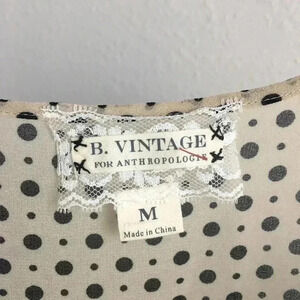 B. VINTAGE
FOR ANTHROPOLOGIE
M
Made in China